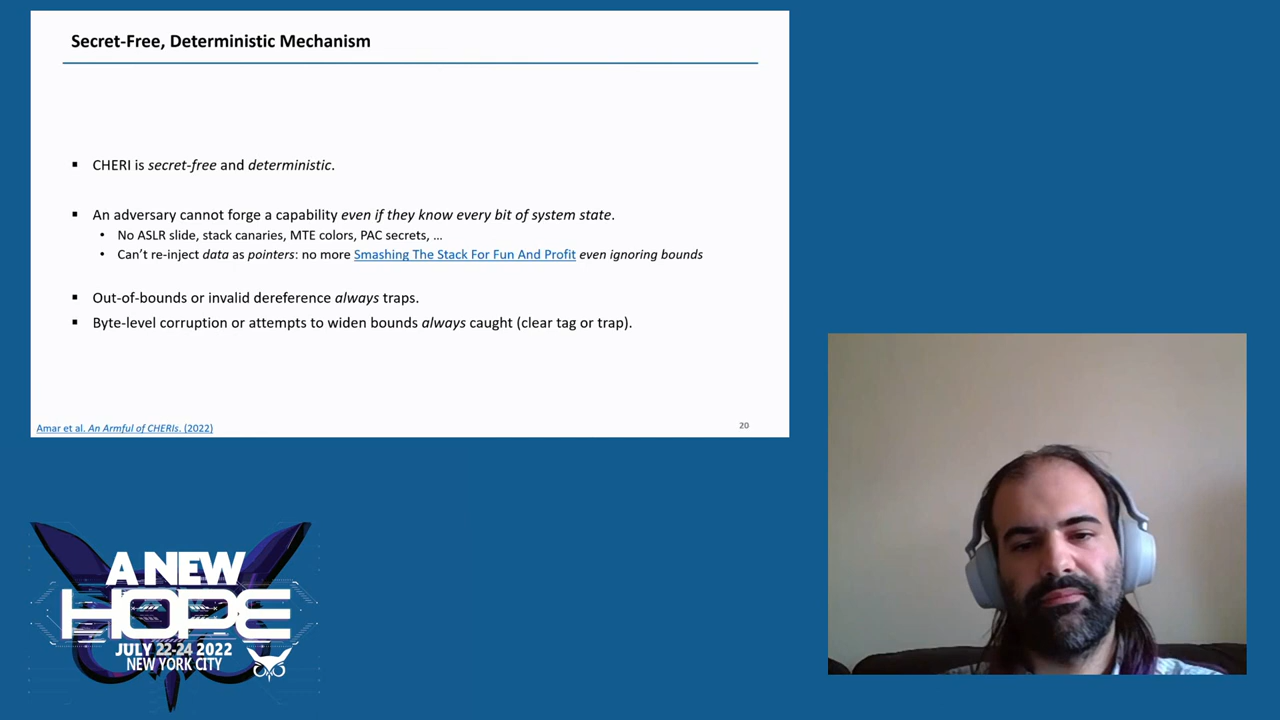 Secret-Free, Deterministic Mechanism
▪ CHERI is secret-free and deterministic.
▪ An adversary cannot forge a capability even if they know every bit of system state.
• No ASLR slide, stack canaries, MTE colors, PAC secrets, …
• Can’t re-inject data as pointers: no more Smashing The Stack For Fun And Profit even ignoring bounds
▪ Out-of-bounds or invalid dereference always traps.
▪ Byte-level corruption or attempts to widen bounds always caught (clear tag or trap).
Amar et al. An Armful of CHERIs. (2022)
20
A NEW
HOPE
JULY 22-24 2022
NEW YORK CITY